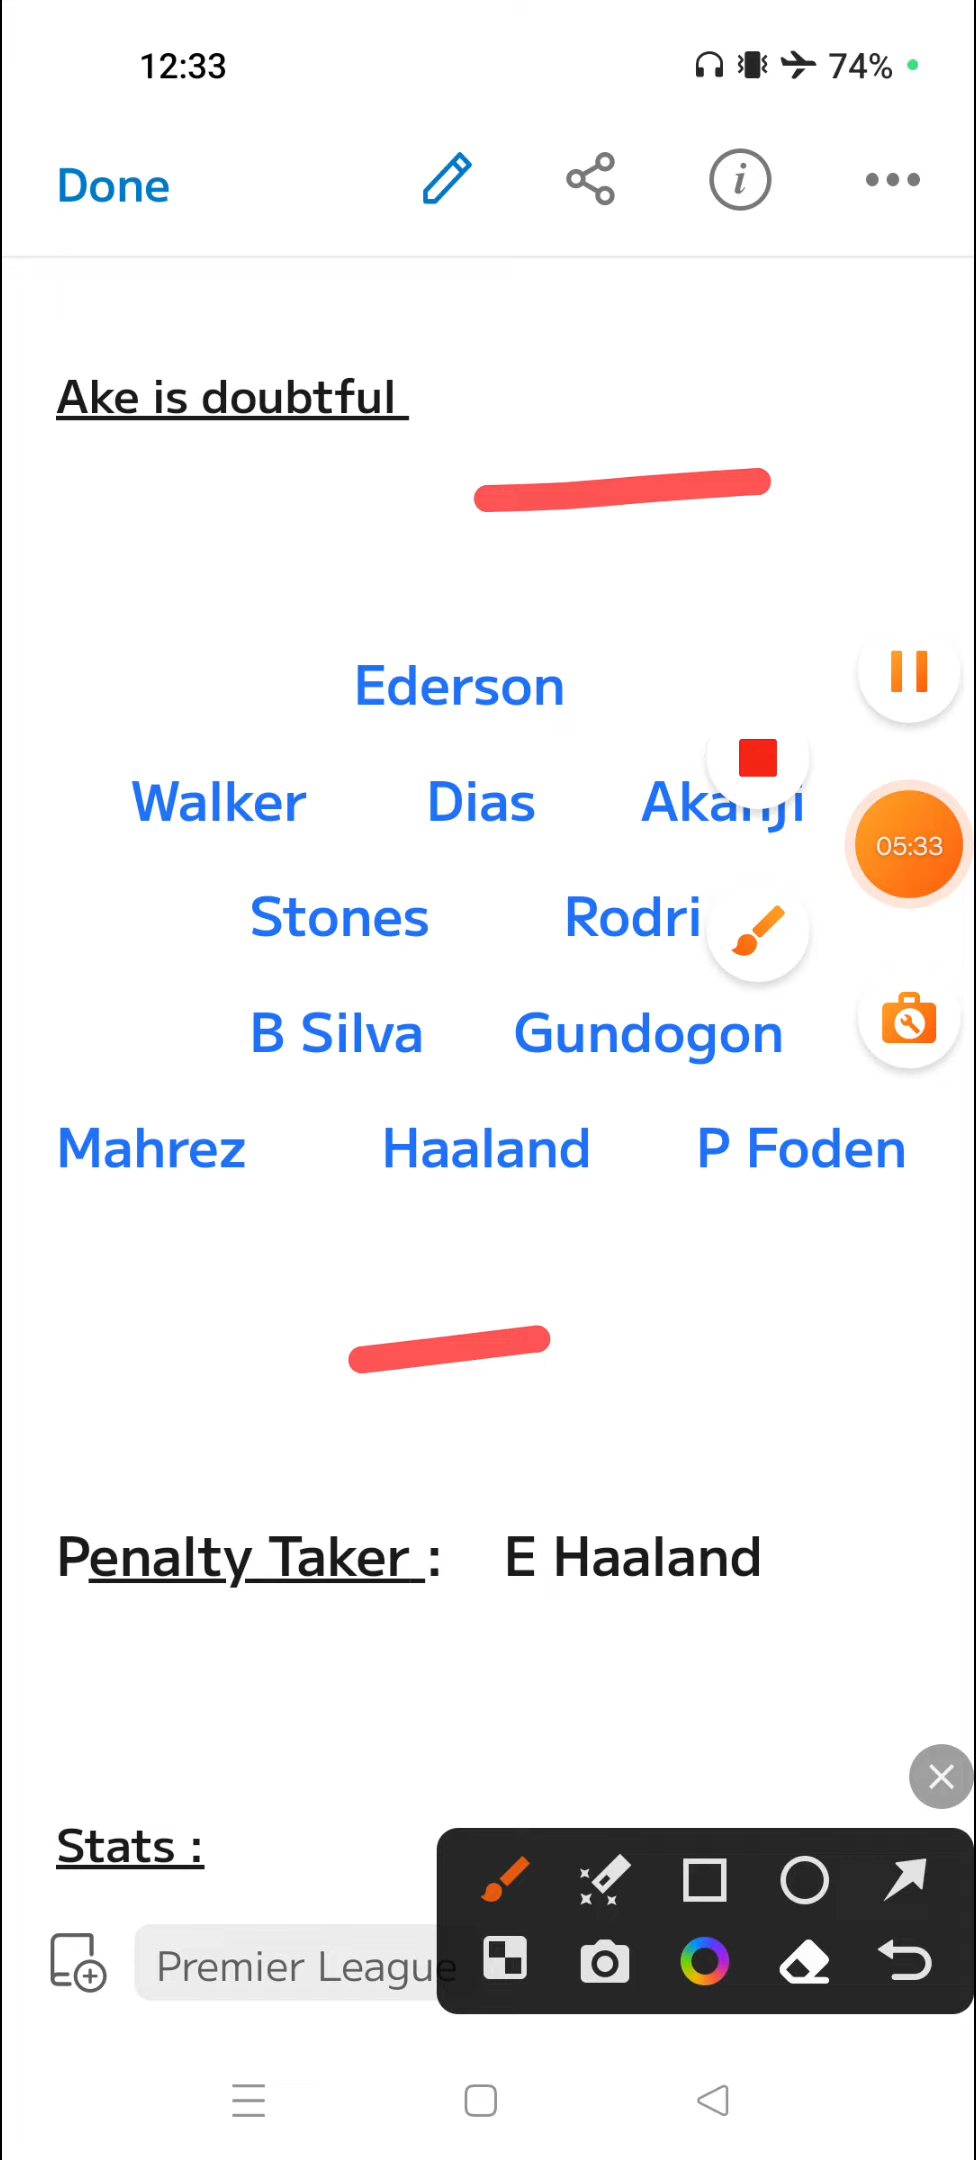 12:33 74%
Done
Ake is doubtful
Ederson
Walker Dias Akanji
05:33
Stones Rodri
B Silva Gundogon
Mahrez Haaland P Foden
Penalty Taker : E Haaland
Stats :
Premier League